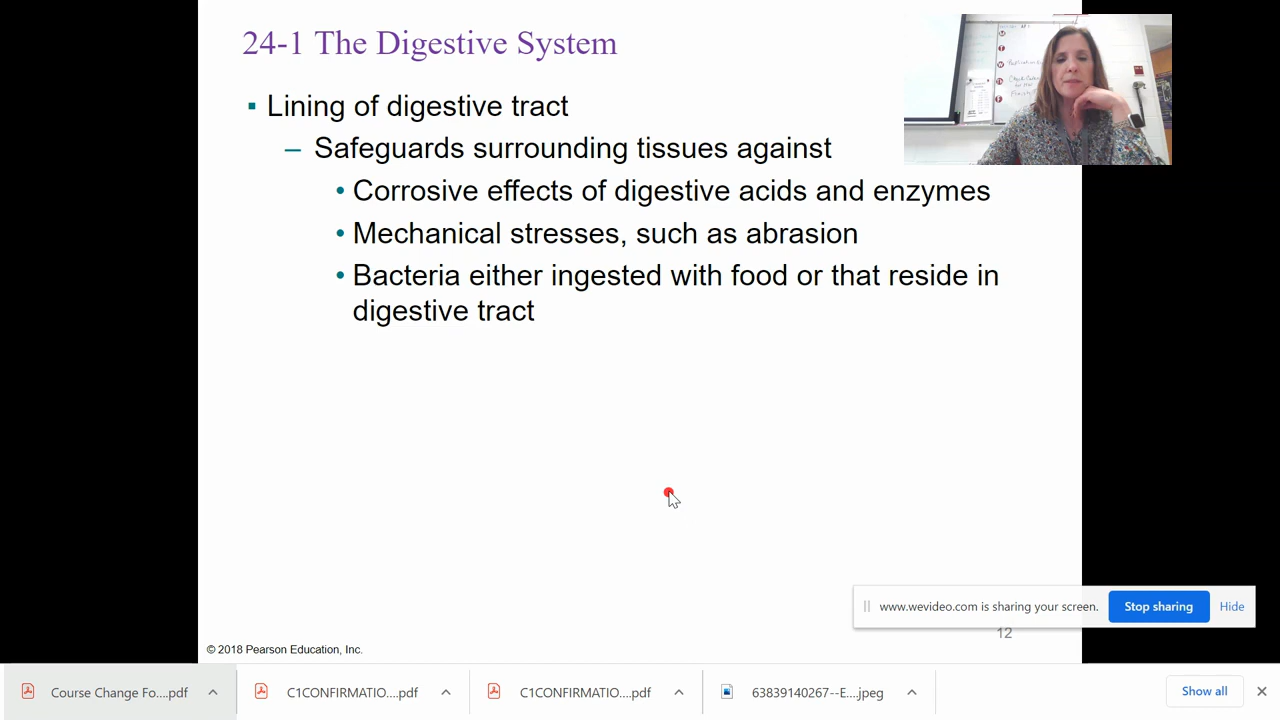 24-1 The Digestive System
▪ Lining of digestive tract
– Safeguards surrounding tissues against
• Corrosive effects of digestive acids and enzymes
• Mechanical stresses, such as abrasion
• Bacteria either ingested with food or that reside in
digestive tract
www.wevideo.com is sharing your screen.
Stop sharing
Hide
12
© 2018 Pearson Education, Inc.
Course Change Fo....pdf
C1CONFIRMATIO....pdf
C1CONFIRMATIO....pdf
63839140267--E....jpeg
Show all